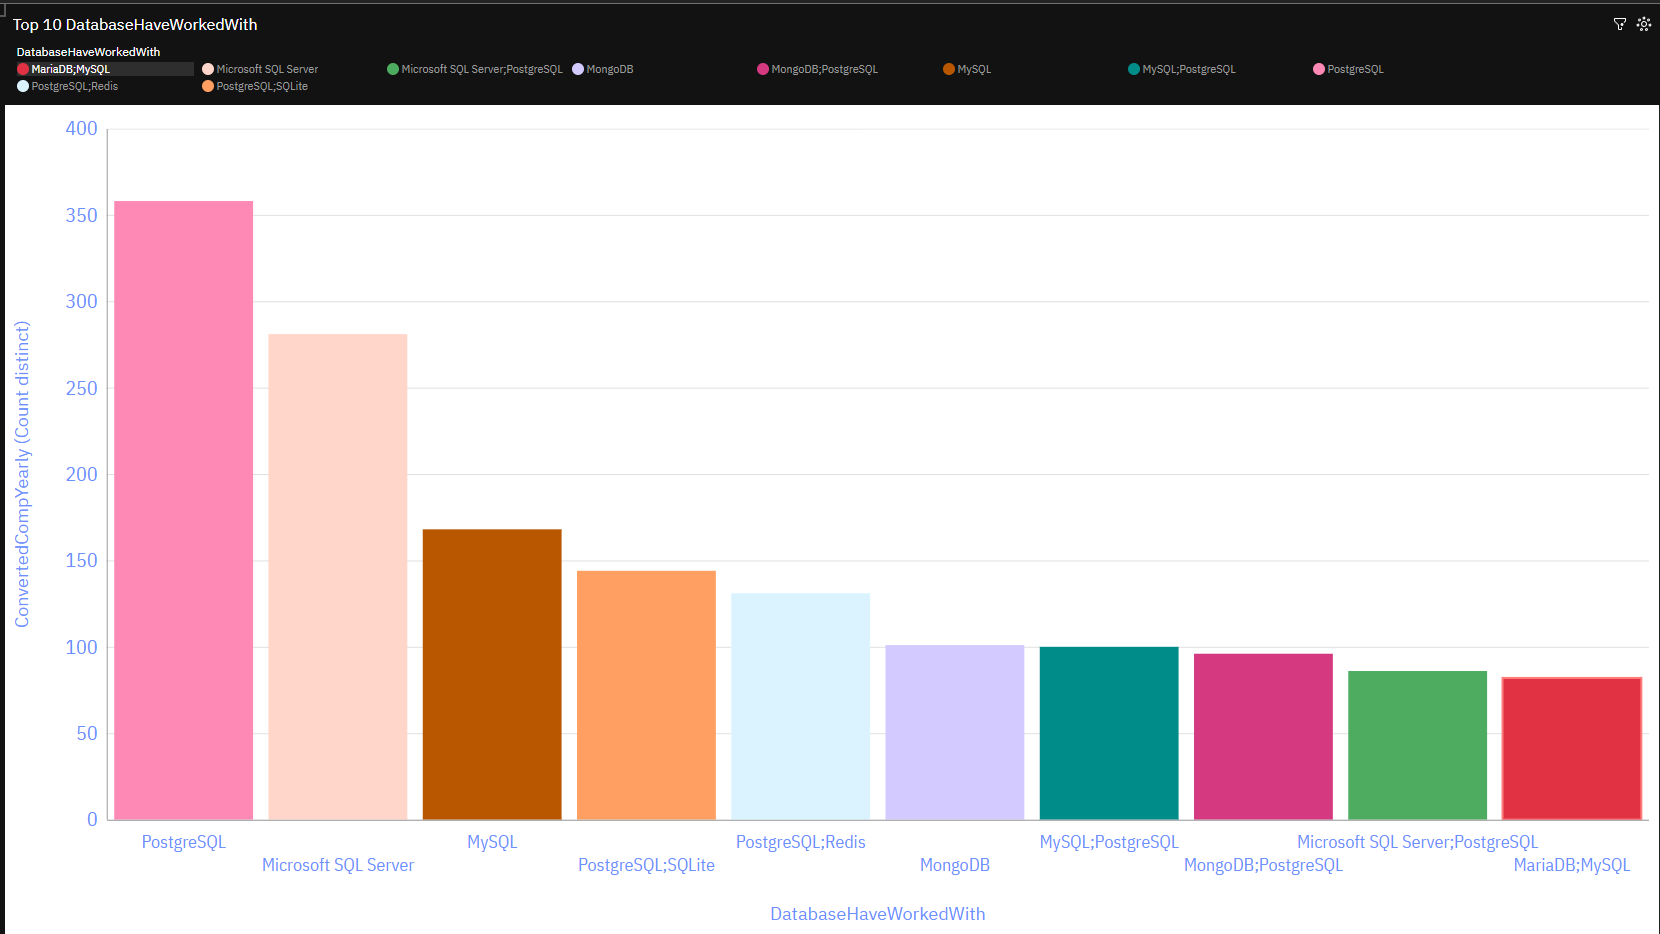 Top 10 DatabaseHaveWorkedWith
DatabaseHaveWorkedWith
MariaDB;MySQL Microsoft SQL Server Microsoft SQL Server;PostgreSQL MongoDB MongoDB;PostgreSQL MySQL MySQL;PostgreSQL PostgreSQL
PostgreSQL;Redis PostgreSQL;SQLite
400
350
300
250
200
150
100
50
0
ConvertedCompYearly (Count distinct)
PostgreSQL MySQL PostgreSQL;Redis MySQL;PostgreSQL Microsoft SQL Server;PostgreSQL
Microsoft SQL Server PostgreSQL;SQLite MongoDB MongoDB;PostgreSQL MariaDB;MySQL
DatabaseHaveWorkedWith